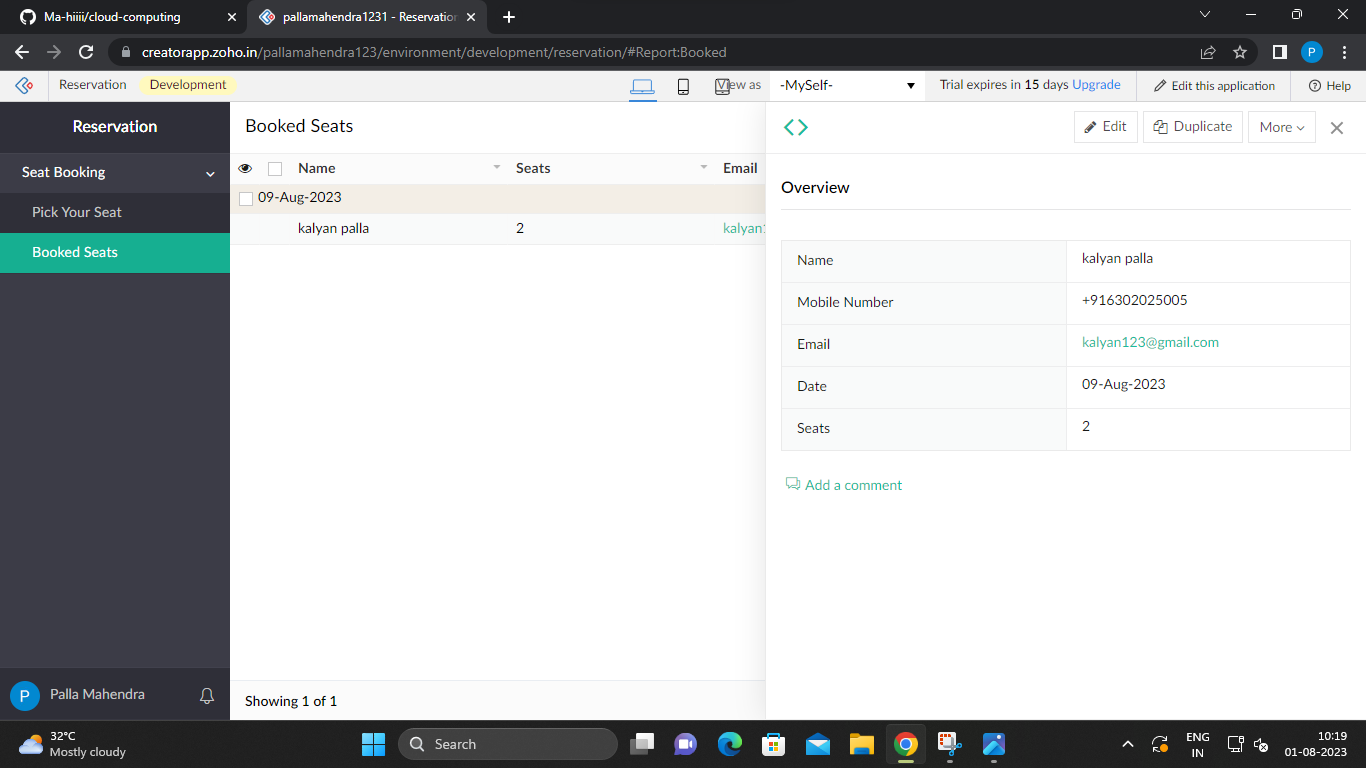 Ma-hiiii/cloud-computing
pallamahendra1231 - Reservation
creatorapp.zoho.in/pallamahendra123/environment/development/reservation/#Report:Booked
P
Reservation
Development
View as
-MySelf-
Trial expires in 15 days Upgrade
Edit this application
Help
Reservation
Seat Booking
Pick Your Seat
Booked Seats
Palla Mahendra
P
Booked Seats
Name
Seats
Email
09-Aug-2023
kalyan palla
2
kalyan1
Showing 1 of 1
Edit
Duplicate
More
Overview
Name
kalyan palla
Mobile Number
+916302025005
Email
kalyan123@gmail.com
Date
09-Aug-2023
Seats
2
Add a comment
32°C
Mostly cloudy
Search
ENG
IN
10:19
01-08-2023